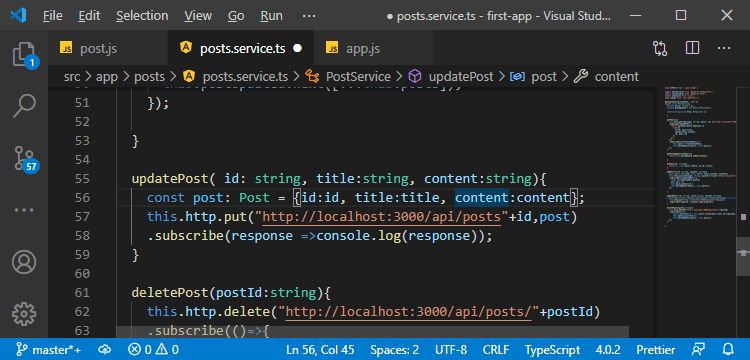 File Edit Selection View Go Run ··· ● posts.service.ts - first-app - Visual Stud...
JS post.js posts.service.ts ● JS app.js
src > app > posts > posts.service.ts > PostService > updatePost > post > content
51 });
52
53 }
54
55 updatePost( id: string, title:string, content:string){
56 const post: Post = {id:id, title:title, content:content};
57 this.http.put("http://localhost:3000/api/posts"+id,post)
58 .subscribe(response =>console.log(response));
59 }
60
61 deletePost(postId:string){
62 this.http.delete("http://localhost:3000/api/posts/"+postId)
63 .subscribe(()=>{
1
57
master*+ 0 0 Ln 56, Col 45 Spaces: 2 UTF-8 CRLF TypeScript 4.0.2 Prettier